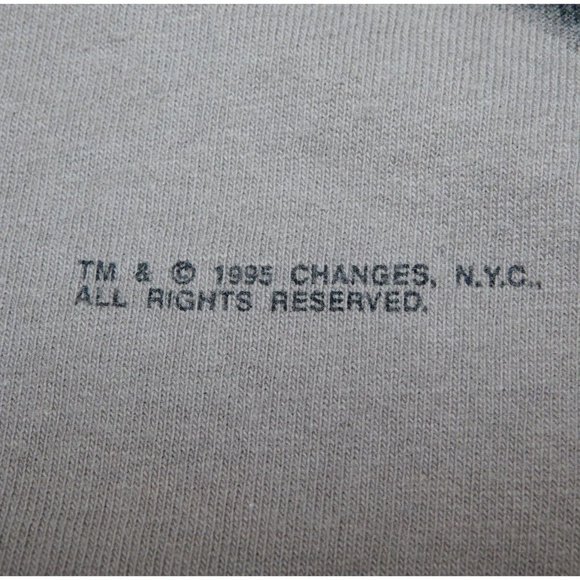 TM & © 1995 CHANGES, N.Y.C.,
ALL RIGHTS RESERVED.